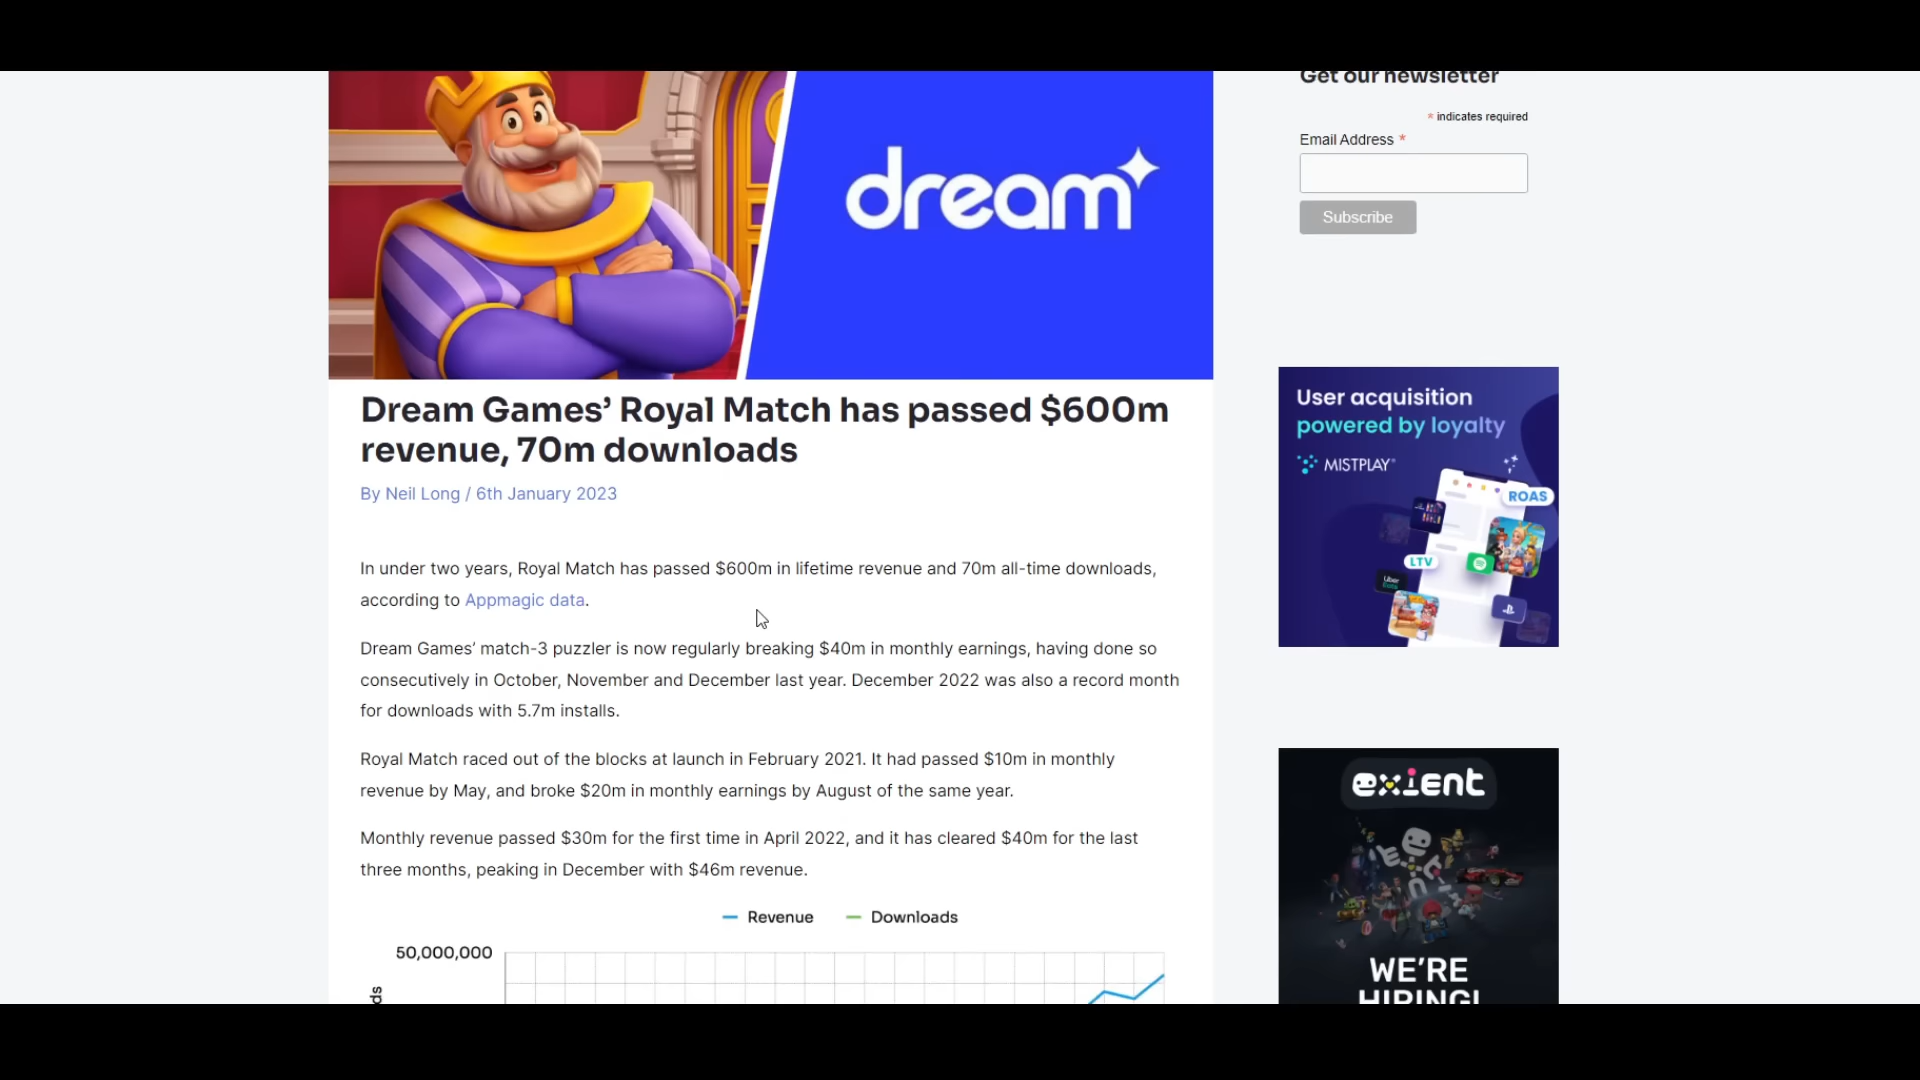 dream
Dream Games’ Royal Match has passed $600m
revenue, 70m downloads
By Neil Long / 6th January 2023
In under two years, Royal Match has passed $600m in lifetime revenue and 70m all-time downloads,
according to Appmagic data.
Dream Games’ match-3 puzzler is now regularly breaking $40m in monthly earnings, having done so
consecutively in October, November and December last year. December 2022 was also a record month
for downloads with 5.7m installs.
Royal Match raced out of the blocks at launch in February 2021. It had passed $10m in monthly
revenue by May, and broke $20m in monthly earnings by August of the same year.
Monthly revenue passed $30m for the first time in April 2022, and it has cleared $40m for the last
three months, peaking in December with $46m revenue.
Revenue Downloads
50,000,000
ds
Get our newsletter
* indicates required
Email Address *
Subscribe
User acquisition
powered by loyalty
MISTPLAY
ROAS
LTV
Uber
Eats
exient
WE’RE
HIRING!